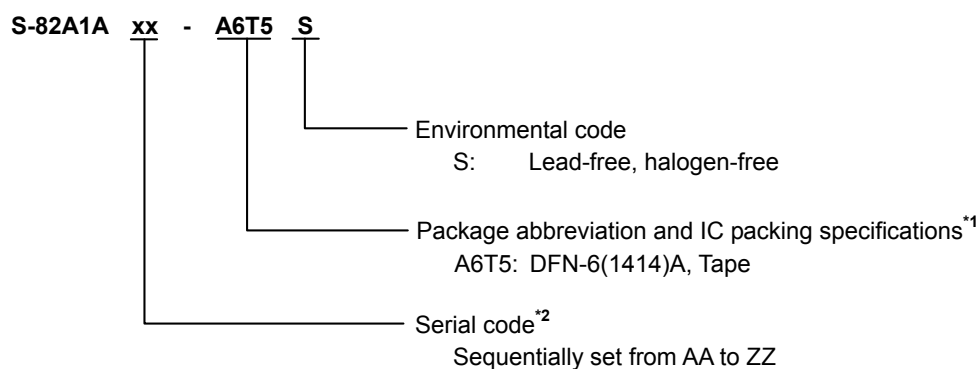 S-82A1A xx - A6T5 S
Environmental code
S: Lead-free, halogen-free
Package abbreviation and IC packing specifications*1
A6T5: DFN-6(1414)A, Tape
Serial code*2
Sequentially set from AA to ZZ